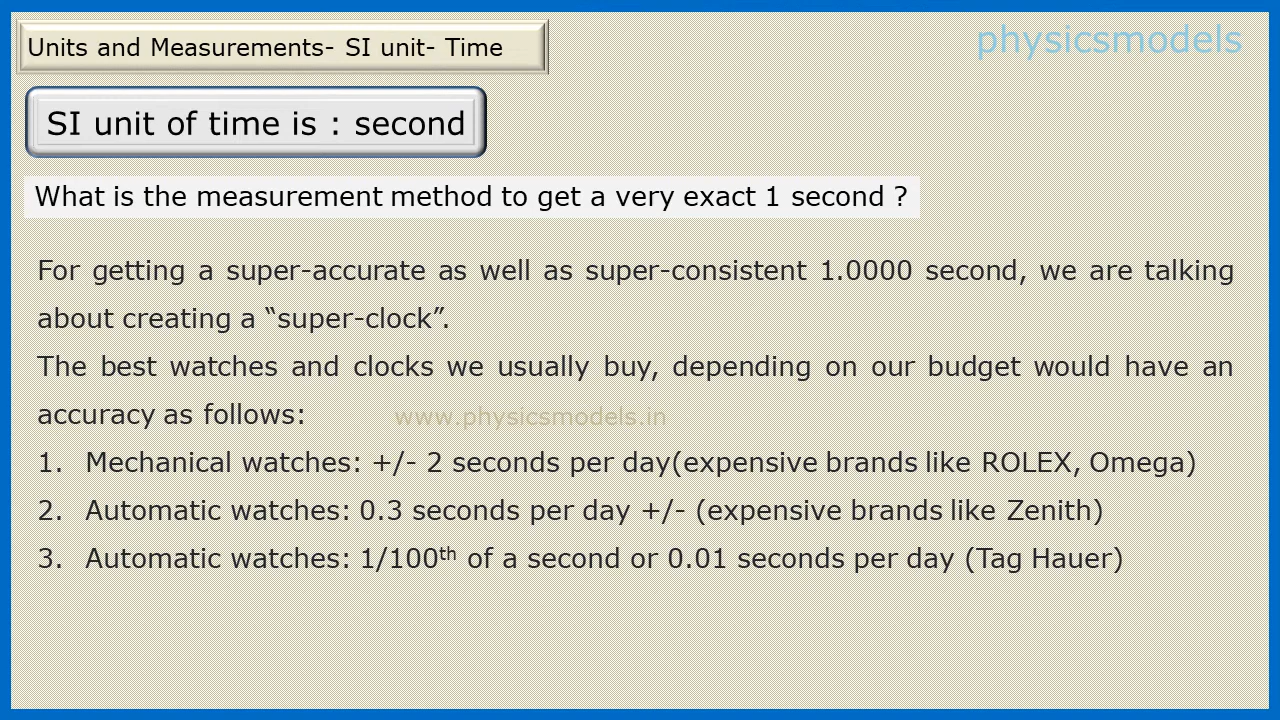 Units and Measurements- SI unit- Time
physicsmodels
SI unit of time is : second
What is the measurement method to get a very exact 1 second ?
For getting a super-accurate as well as super-consistent 1.0000 second, we are talking
about creating a “super-clock”.
The best watches and clocks we usually buy, depending on our budget would have an
accuracy as follows:
www.physicsmodels.in
1. Mechanical watches: +/- 2 seconds per day(expensive brands like ROLEX, Omega)
2. Automatic watches: 0.3 seconds per day +/- (expensive brands like Zenith)
3. Automatic watches: 1/100th of a second or 0.01 seconds per day (Tag Hauer)